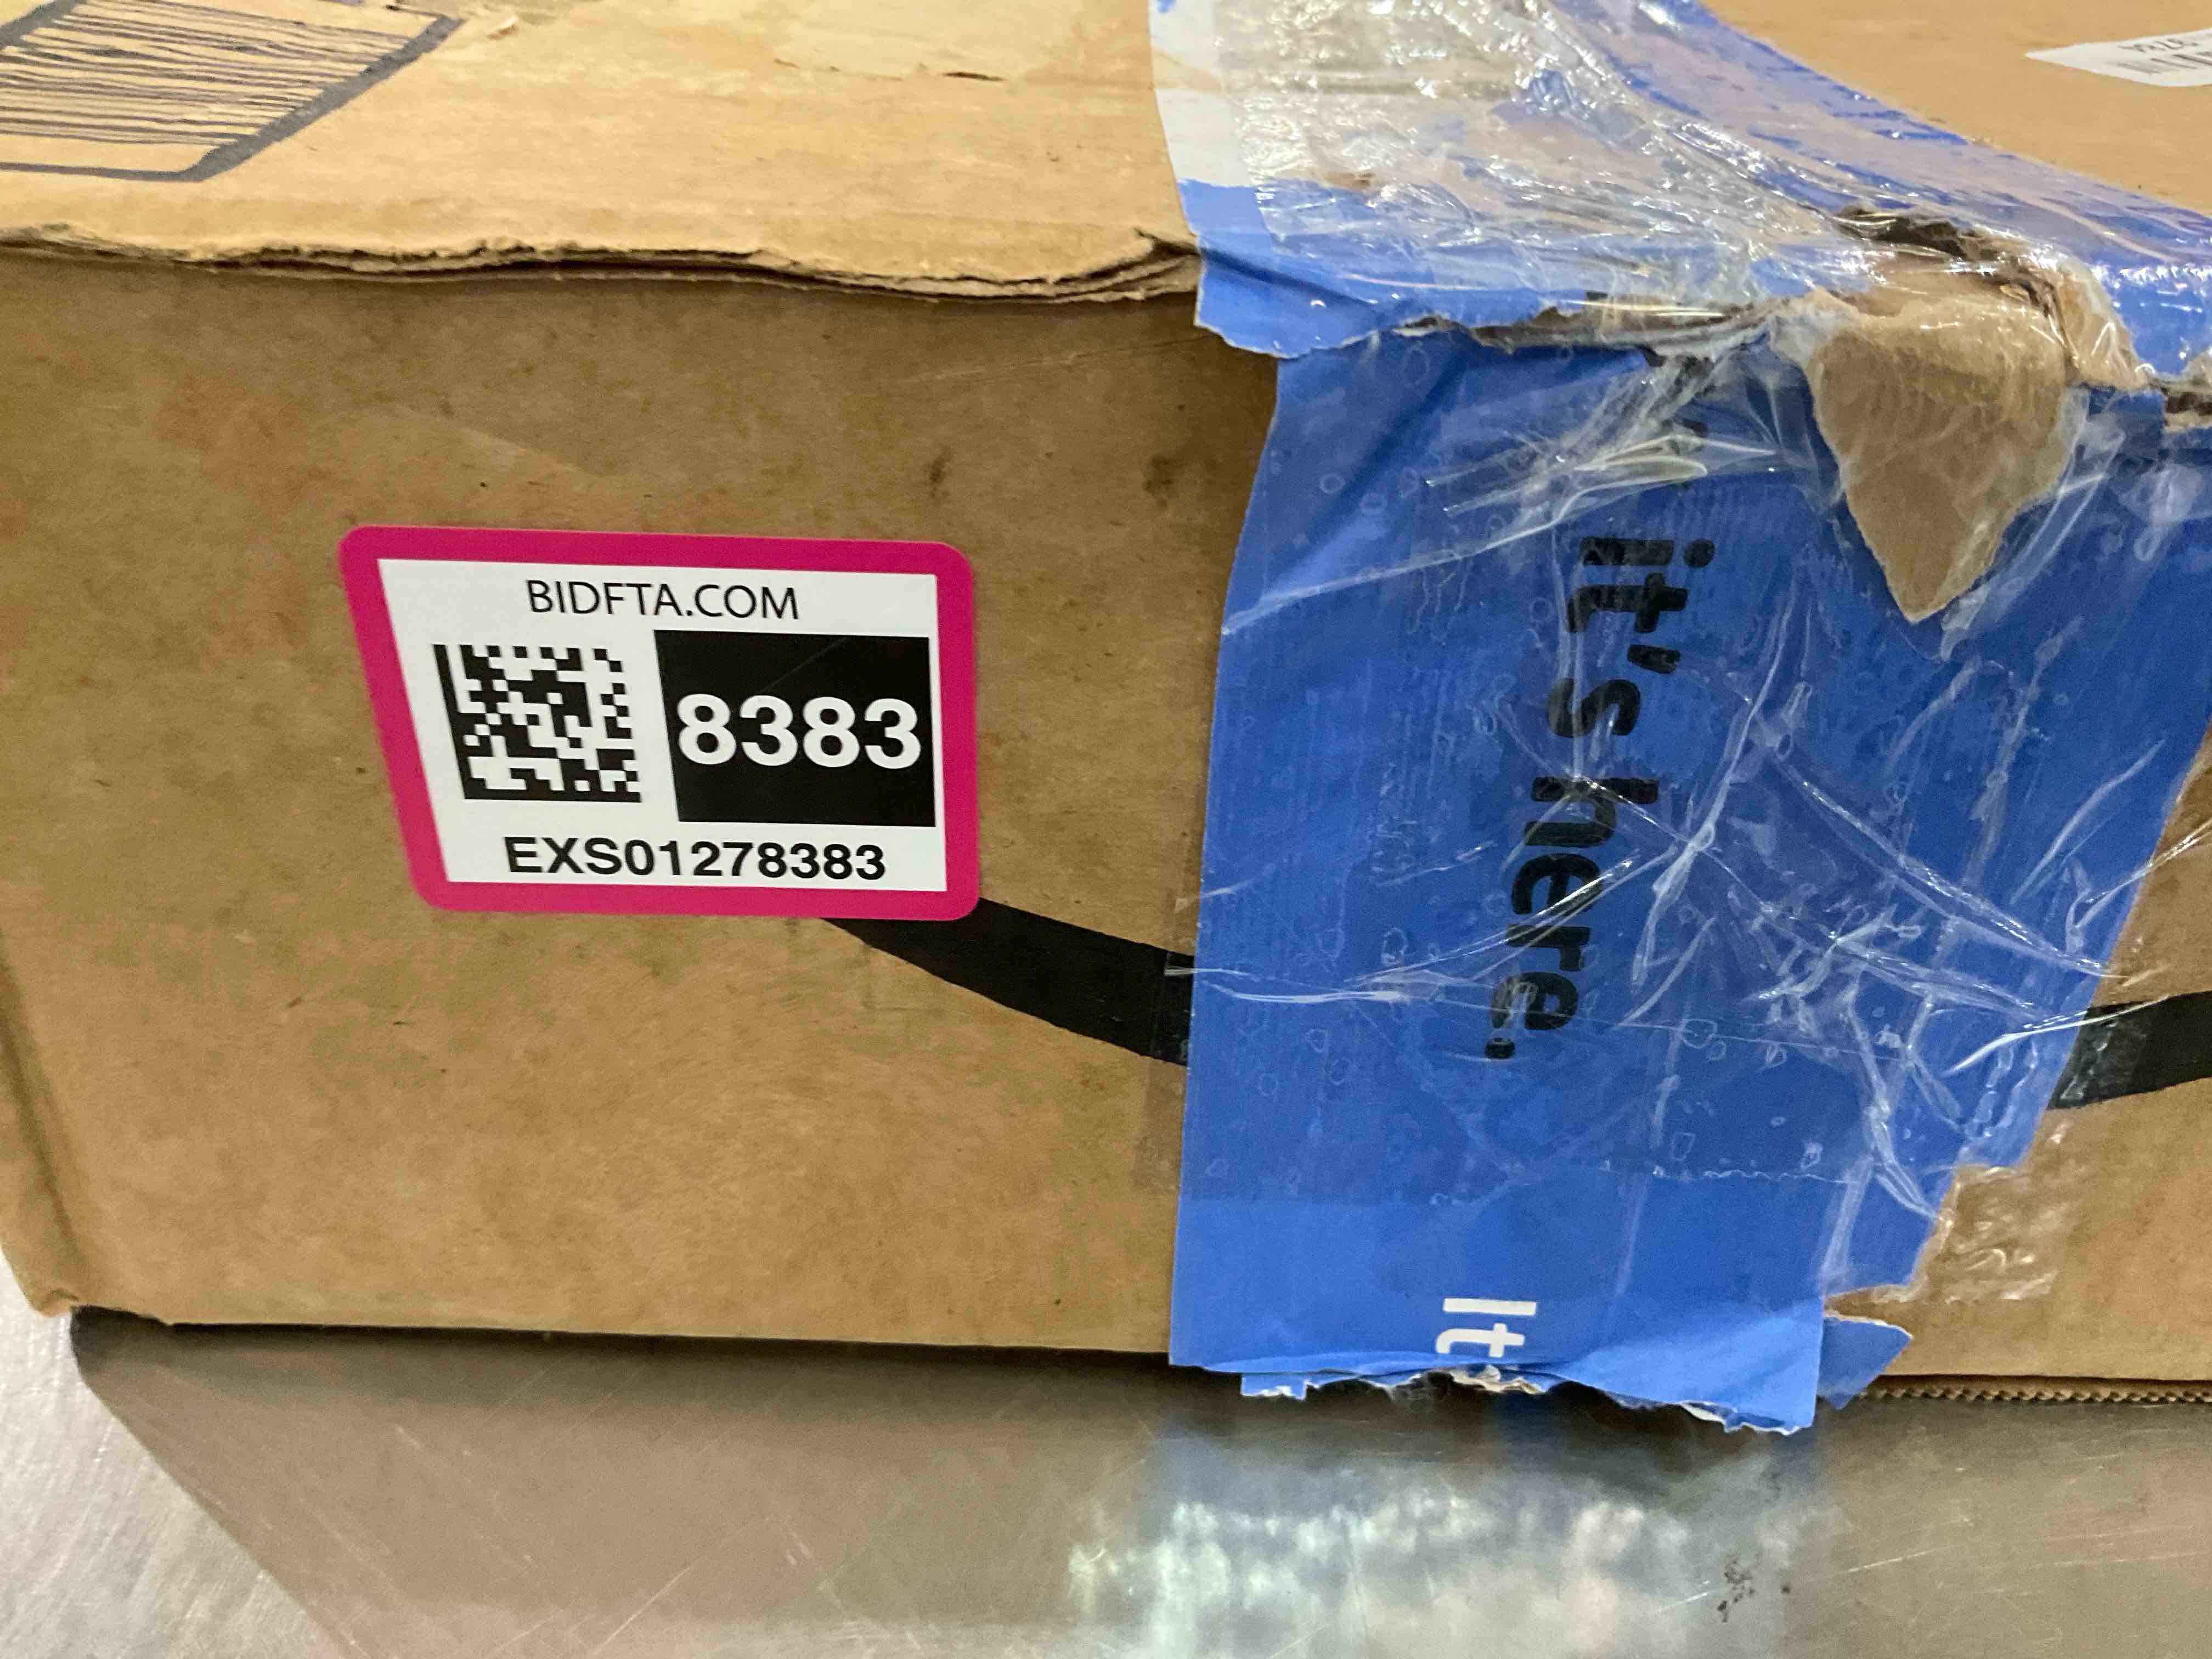 BIDFTA.COM
8383
EXS01278383
it's here.
It